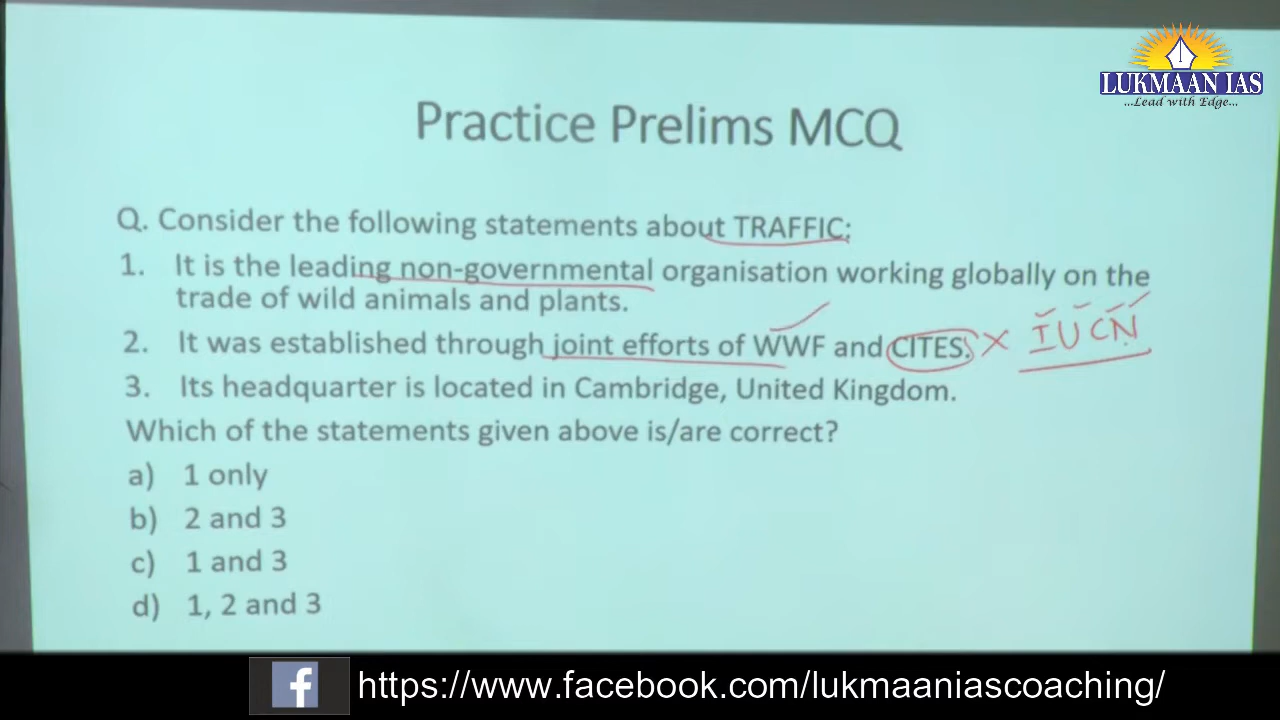 LUKMAAN IAS
...Lead with Edge...
Practice Prelims MCQ
Q. Consider the following statements about TRAFFIC:
1. It is the leading non-governmental organisation working globally on the
trade of wild animals and plants.
2. It was established through joint efforts of WWF and CITES. X IUCN
3. Its headquarter is located in Cambridge, United Kingdom.
Which of the statements given above is/are correct?
a) 1 only
b) 2 and 3
c) 1 and 3
d) 1, 2 and 3
f https://www.facebook.com/lukmaaniascoaching/